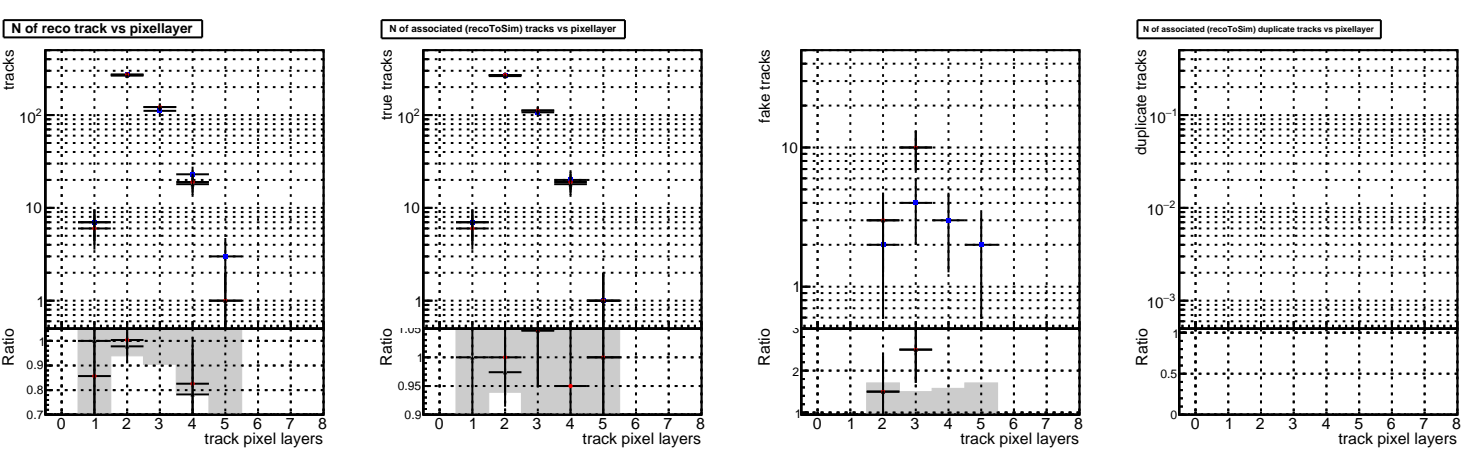 N of reco track vs pixellayer
tracks
10²
10
1
Ratio
1
0.9
0.8
0.7
0 1 2 3 4 5 6 7 8
track pixel layers
N of associated (recoToSim) tracks vs pixellayer
true tracks
10²
10
1
Ratio
1.05
1
0.95
0.9
0 1 2 3 4 5 6 7 8
track pixel layers
fake tracks
10
1
Ratio
3
2
1
0 1 2 3 4 5 6 7 8
track pixel layers
N of associated (recoToSim) duplicate tracks vs pixellayer
duplicate tracks
10⁻¹
10⁻²
10⁻³
Ratio
1
0.5
0
0 1 2 3 4 5 6 7 8
track pixel layers